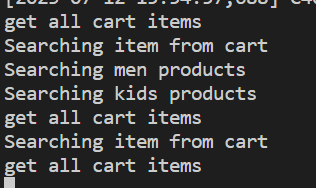 get all cart items
Searching item from cart
Searching men products
Searching kids products
get all cart items
Searching item from cart
get all cart items